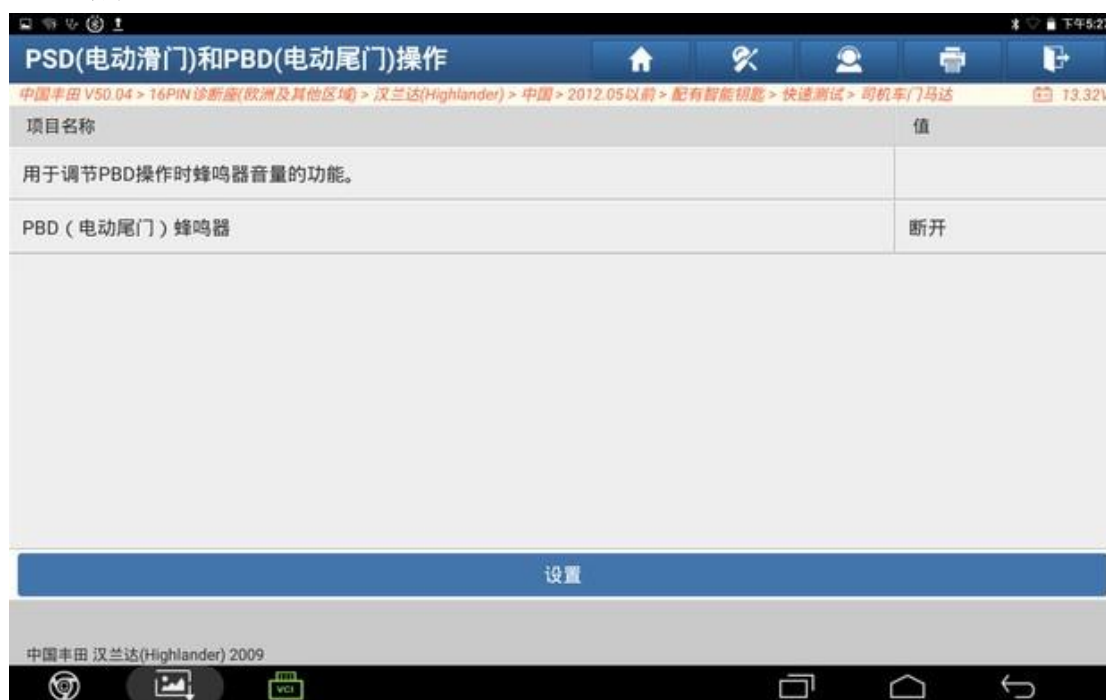 下午5:27
PSD(电动滑门)和PBD(电动尾门)操作
中国丰田 V50.04 > 16PIN诊断座(欧洲及其他区域) > 汉兰达(Highlander) > 中国 > 2012.05以前 > 配有智能钥匙 > 快速测试 > 司机车门马达 13.32V
项目名称 值
用于调节PBD操作时蜂鸣器音量的功能。
PBD（电动尾门）蜂鸣器 断开
设置
中国丰田 汉兰达(Highlander) 2009
VCI